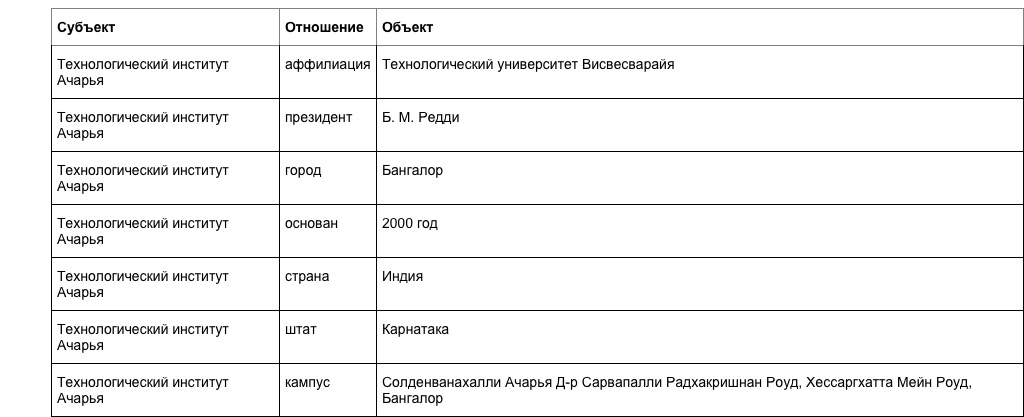 Субъект Отношение Объект
Технологический институт Ачарья аффилиация Технологический университет Висвесварайя
Технологический институт Ачарья президент Б. М. Редди
Технологический институт Ачарья город Бангалор
Технологический институт Ачарья основан 2000 год
Технологический институт Ачарья страна Индия
Технологический институт Ачарья штат Карнатака
Технологический институт Ачарья кампус Солденванахалли Ачарья Д-р Сарвапалли Радхакришнан Роуд, Хессаргхатта Мейн Роуд, Бангалор